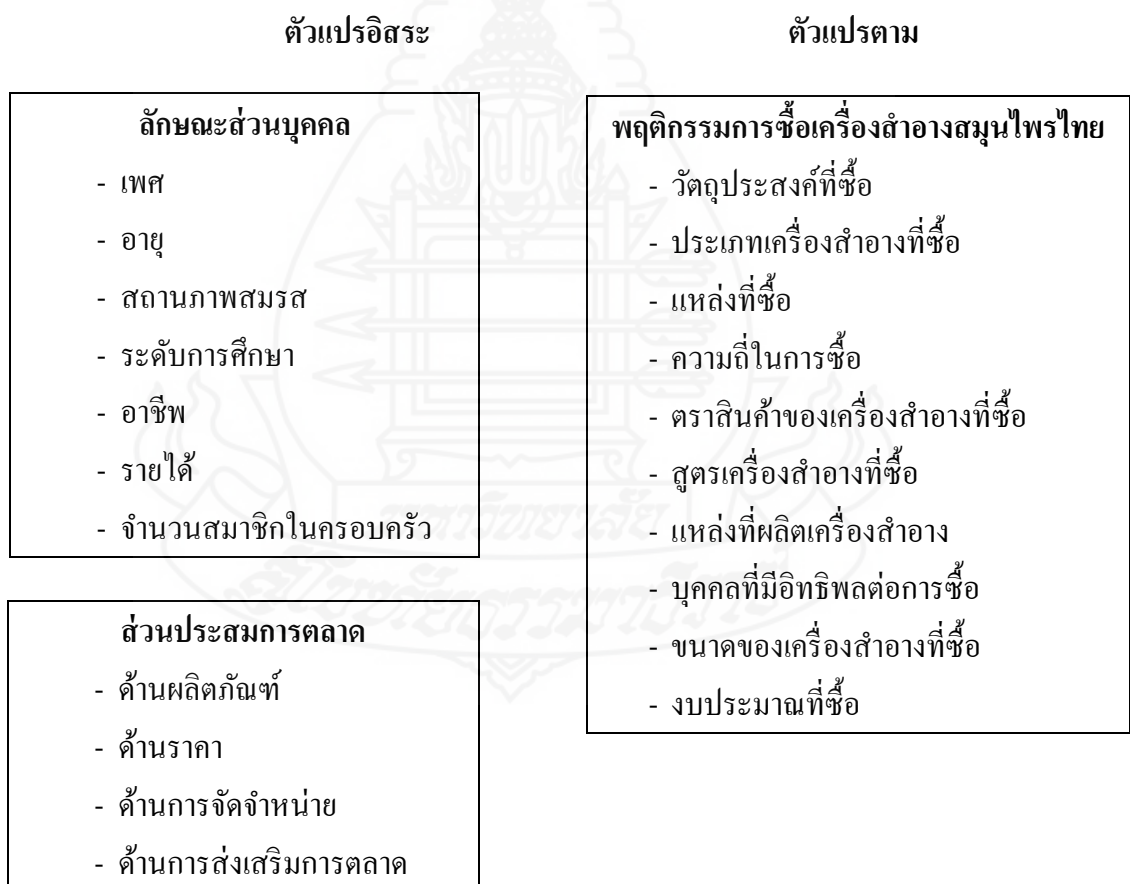 ตัวแปรอิสระ
ตัวแปรตาม
ลักษณะส่วนบุคคล
- เพศ
- อายุ
- สถานภาพสมรส
- ระดับการศึกษา
- อาชีพ
- รายได้
- จำนวนสมาชิกในครอบครัว
ส่วนประสมการตลาด
- ด้านผลิตภัณฑ์
- ด้านราคา
- ด้านการจัดจำหน่าย
- ด้านการส่งเสริมการตลาด
พฤติกรรมการซื้อเครื่องสำอางสมุนไพรไทย
- วัตถุประสงค์ที่ซื้อ
- ประเภทเครื่องสำอางที่ซื้อ
- แหล่งที่ซื้อ
- ความถี่ในการซื้อ
- ตราสินค้าของเครื่องสำอางที่ซื้อ
- สูตรเครื่องสำอางที่ซื้อ
- แหล่งที่ผลิตเครื่องสำอาง
- บุคคลที่มีอิทธิพลต่อการซื้อ
- ขนาดของเครื่องสำอางที่ซื้อ
- งบประมาณที่ซื้อ